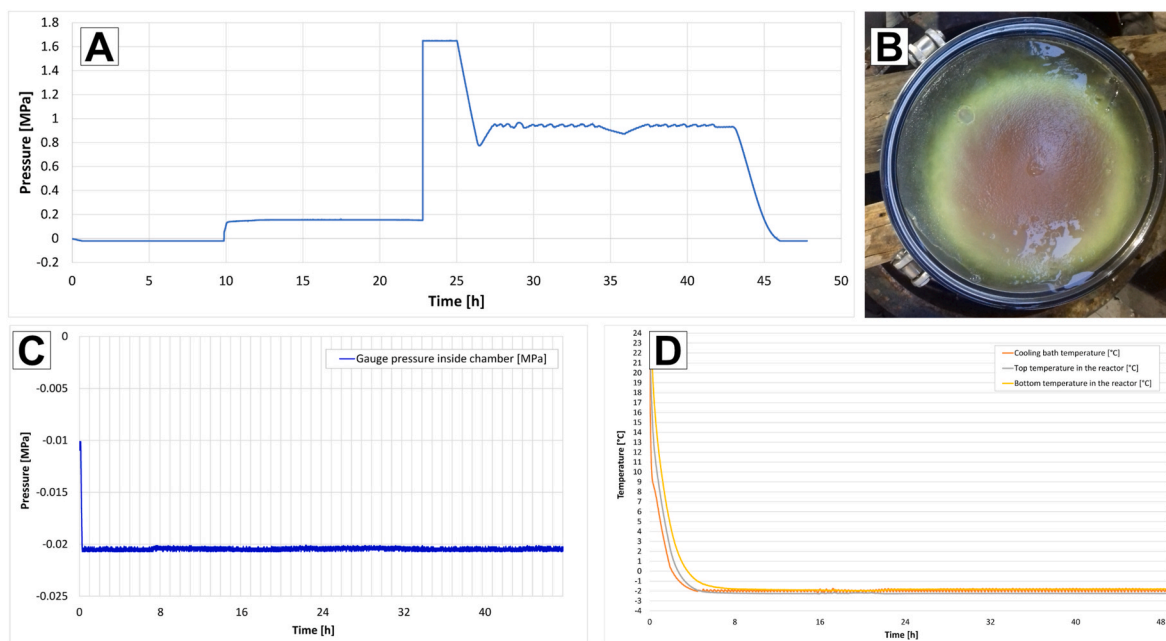 A
Pressure [MPa]
1.8
1.6
1.4
1.2
1
0.8
0.6
0.4
0.2
0
-0.2
0 5 10 15 20 25 30 35 40 45 50
Time [h]
B
C
Pressure [MPa]
0
-0.005
-0.01
-0.015
-0.02
-0.025
Gauge pressure inside chamber [MPa]
0 8 16 24 32 40
Time [h]
D
Temperature [°C]
24
23
22
21
20
19
18
17
16
15
14
13
12
11
10
9
8
7
6
5
4
3
2
1
0
-1
-2
-3
-4
Cooling bath temperature [°C]
Top temperature in the reactor [°C]
Bottom temperature in the reactor [°C]
0 8 16 24 32 40 48
Time [h]